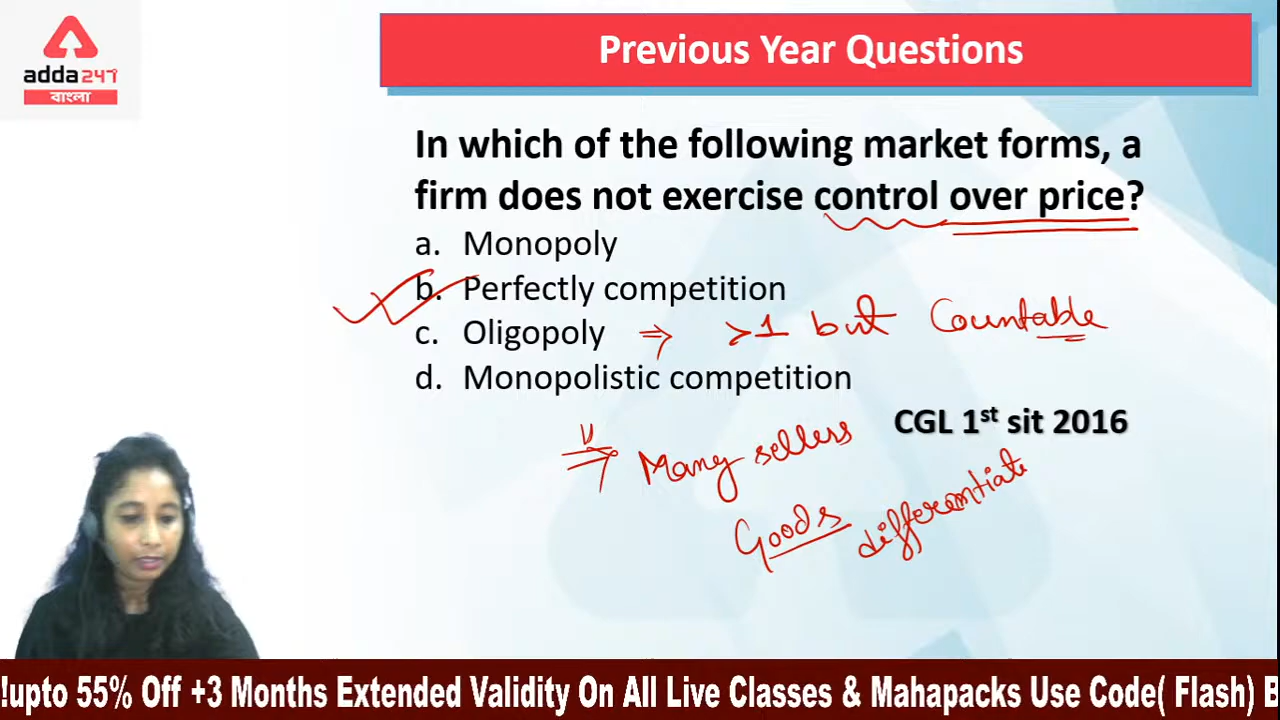 adda247
বাংলা
Previous Year Questions
In which of the following market forms, a
firm does not exercise control over price?
a. Monopoly
b. Perfectly competition
c. Oligopoly ⇒ >1 but Countable
d. Monopolistic competition
CGL 1st sit 2016
⇒ Many sellers
Goods differentiate
!upto 55% Off +3 Months Extended Validity On All Live Classes & Mahapacks Use Code( Flash) B